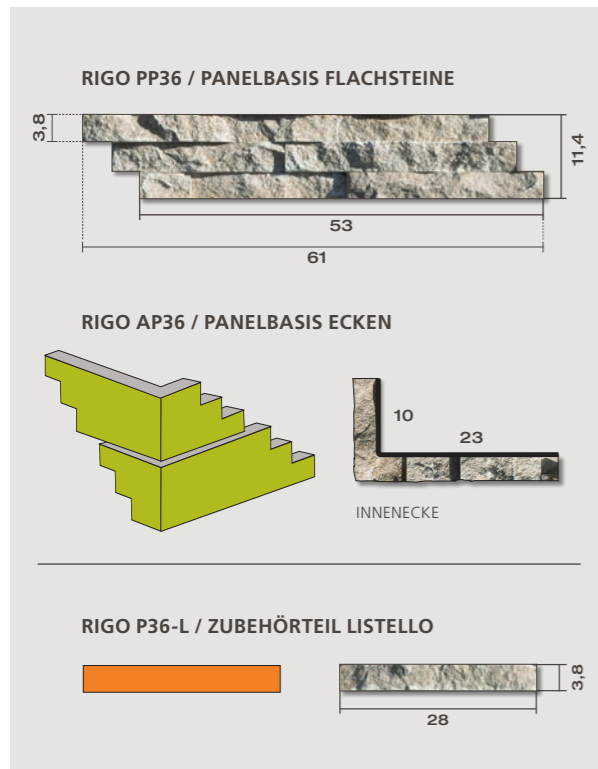 RIGO PP36 / PANELBASIS FLACHSTEINE
3,8
11,4
53
61
RIGO AP36 / PANELBASIS ECKEN
10
23
INNENECKE
RIGO P36-L / ZUBEHÖRTEIL LISTELLO
3,8
28